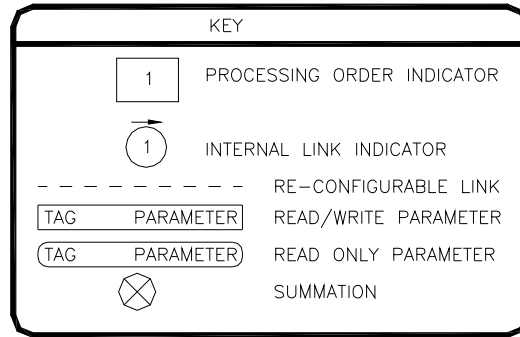 KEY
1 PROCESSING ORDER INDICATOR
1 INTERNAL LINK INDICATOR
RE-CONFIGURABLE LINK
TAG PARAMETER READ/WRITE PARAMETER
TAG PARAMETER READ ONLY PARAMETER
SUMMATION